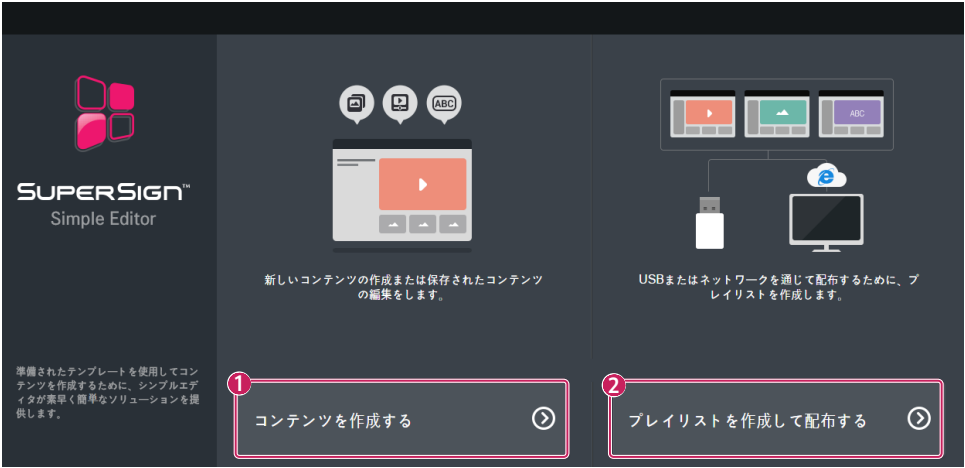 SUPERSIGN™
Simple Editor
準備されたテンプレートを使用してコン
テンツを作成するために、シンプルエデ
ィタが素早く簡単なソリューションを提
供します。
ABC
新しいコンテンツの作成または保存されたコンテンツ
の編集をします。
1
コンテンツを作成する
ABC
USBまたはネットワークを通じて配布するために、プ
レイリストを作成します。
2
プレイリストを作成して配布する